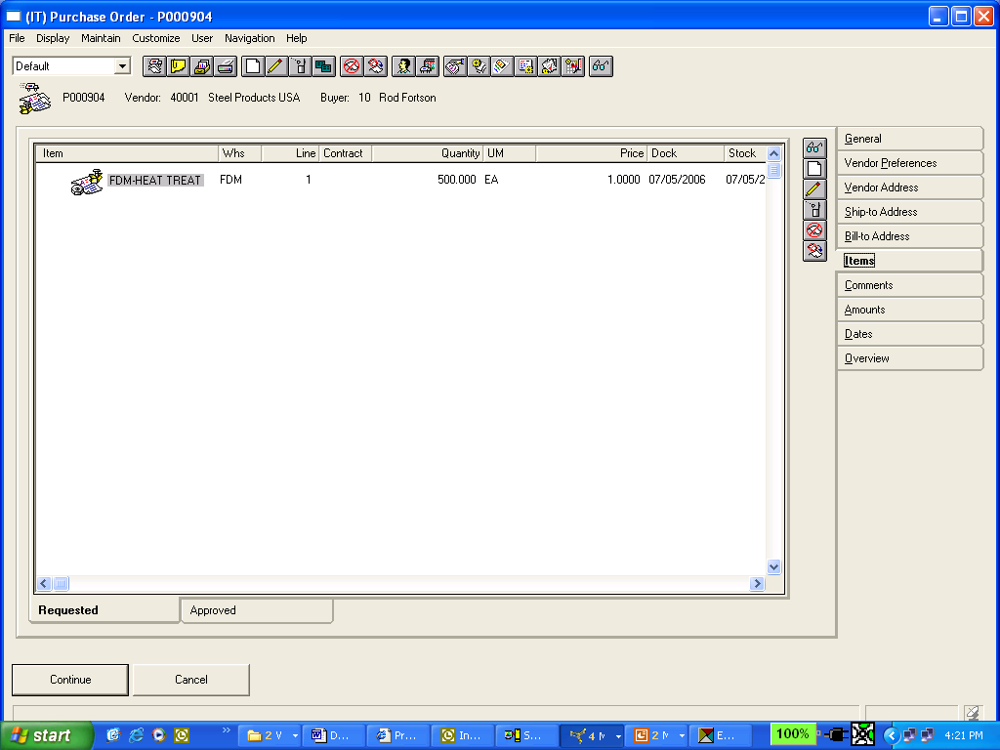 (IT) Purchase Order - P000904
File Display Maintain Customize User Navigation Help
Default
P000904 Vendor: 40001 Steel Products USA Buyer: 10 Rod Fortson
Item Whs Line Contract Quantity UM Price Dock Stock
FDM-HEAT TREAT FDM 1 500.000 EA 1.0000 07/05/2006 07/05/2
General
Vendor Preferences
Vendor Address
Ship-to Address
Bill-to Address
Items
Comments
Amounts
Dates
Overview
Requested Approved
Continue Cancel
start 2 V D... Pr... In... S... 4 2 E... 100% 4:21 PM